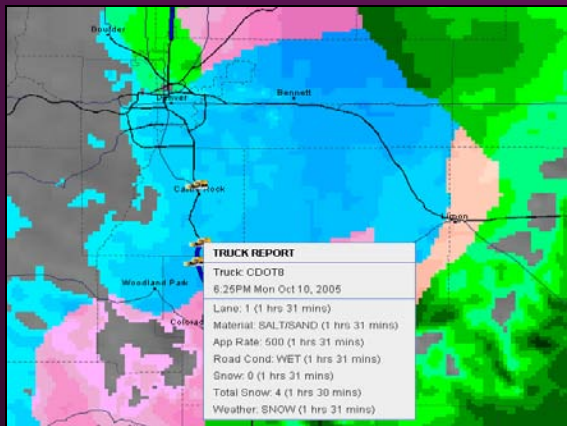 Boulder
Denver
Bennett
Castle Rock
Limon
Woodland Park
Colorad
TRUCK REPORT
Truck: CDOT8
6:25PM Mon Oct 10, 2005
Lane: 1 (1 hrs 31 mins)
Material: SALT/SAND (1 hrs 31 mins)
App Rate: 500 (1 hrs 31 mins)
Road Cond: WET (1 hrs 31 mins)
Snow: 0 (1 hrs 31 mins)
Total Snow: 4 (1 hrs 30 mins)
Weather: SNOW (1 hrs 31 mins)